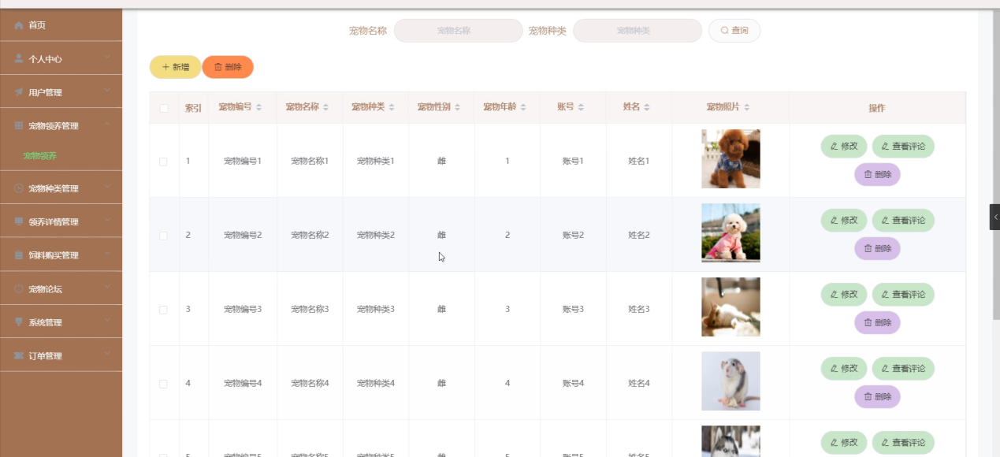 首页
个人中心
用户管理
宠物领养管理
宠物领养
宠物种类管理
领养详情管理
饲料购买管理
宠物论坛
系统管理
订单管理
宠物名称 宠物名称 宠物种类 宠物种类 查询
新增 删除
索引 宠物编号 宠物名称 宠物种类 宠物性别 宠物年龄 账号 姓名 宠物照片 操作
1 宠物编号1 宠物名称1 宠物种类1 雌 1 账号1 姓名1 修改 查看评论
删除
2 宠物编号2 宠物名称2 宠物种类2 雌 2 账号2 姓名2 修改 查看评论
删除
3 宠物编号3 宠物名称3 宠物种类3 雌 3 账号3 姓名3 修改 查看评论
删除
4 宠物编号4 宠物名称4 宠物种类4 雌 4 账号4 姓名4 修改 查看评论
删除
5 宠物编号5 宠物名称5 宠物种类5 雌 5 账号5 姓名5 修改 查看评论